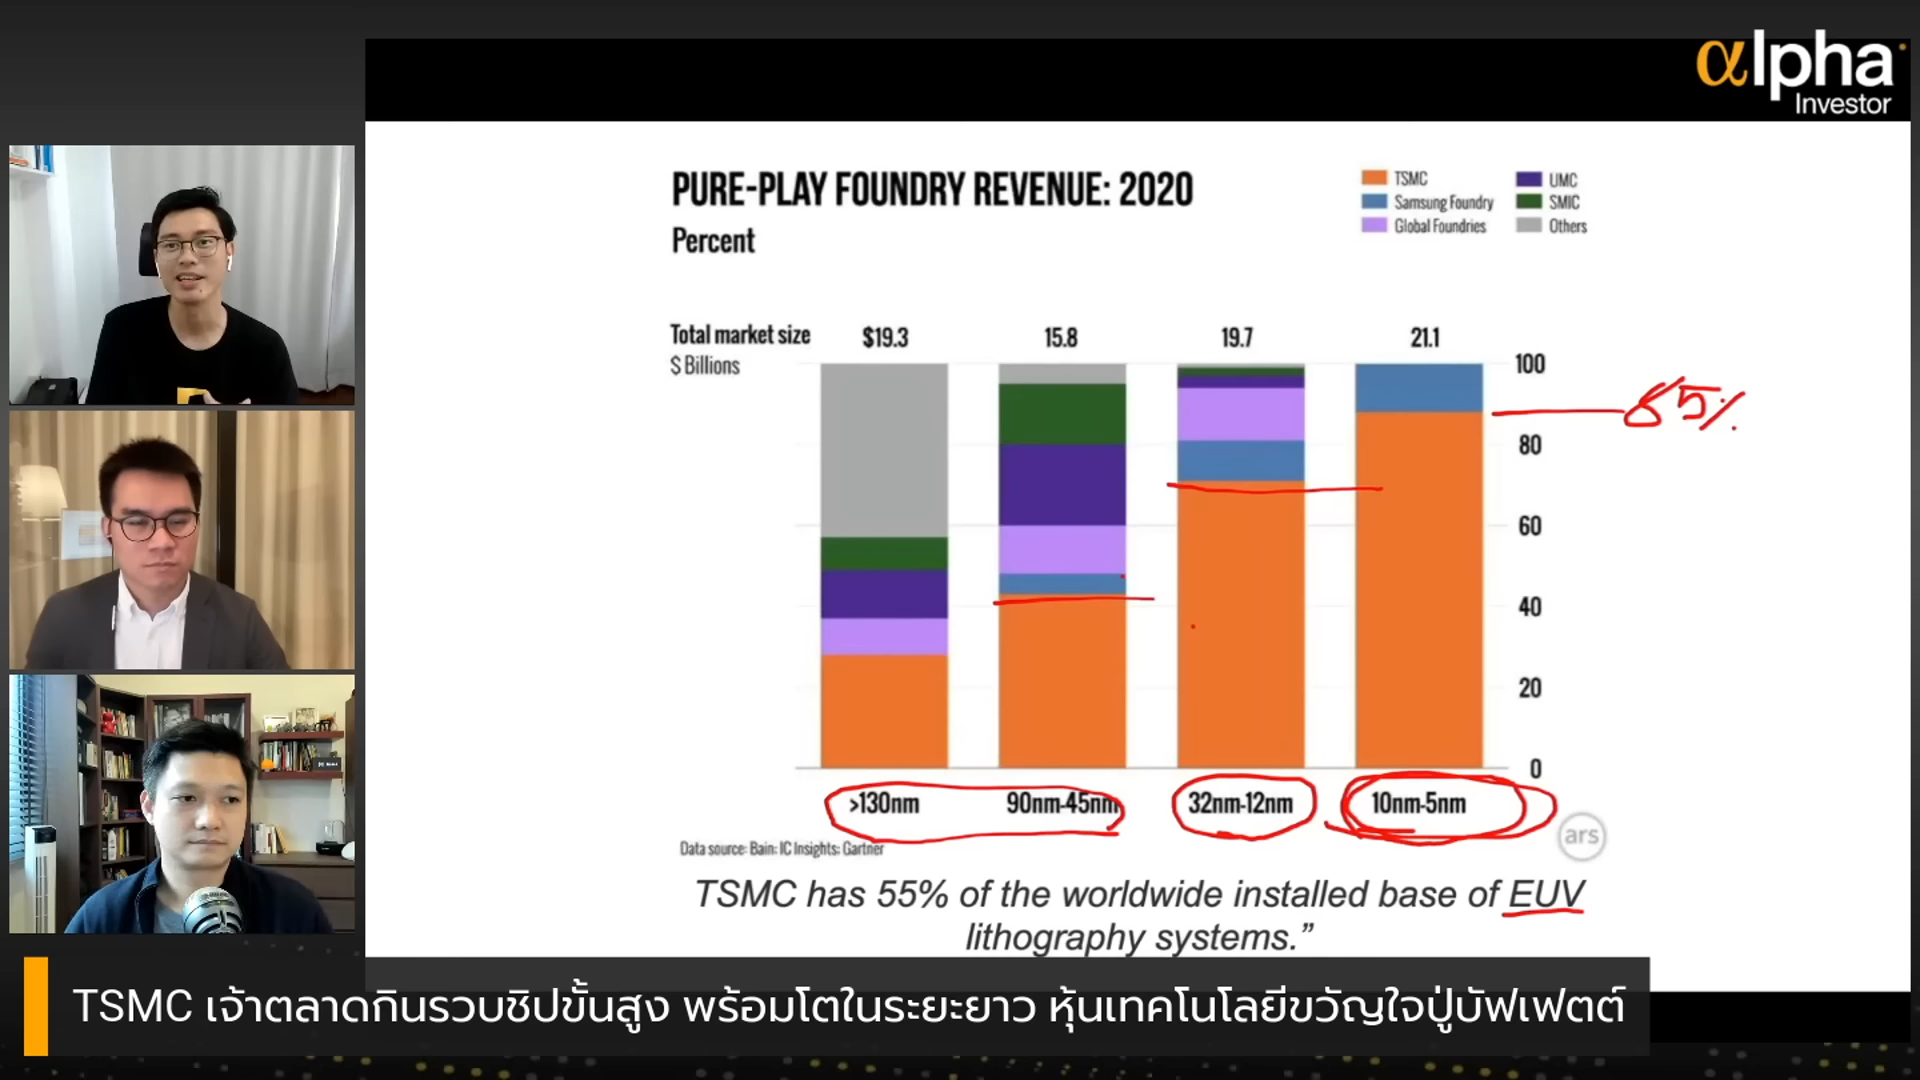 αlpha
Investor
PURE-PLAY FOUNDRY REVENUE: 2020
Percent
TSMC
UMC
Samsung Foundry
SMIC
Global Foundries
Others
Total market size
$ Billions
$19.3
15.8
19.7
21.1
100
85%
80
60
40
20
0
>130nm
90nm-45nm
32nm-12nm
10nm-5nm
ars
Data source: Bain: IC Insights: Gartner
TSMC has 55% of the worldwide installed base of EUV
lithography systems.”
TSMC เจ้าตลาดกินรวบชิปขั้นสูง พร้อมโตในระยะยาว หุ้นเทคโนโลยีขวัญใจปู่บัฟเฟตต์